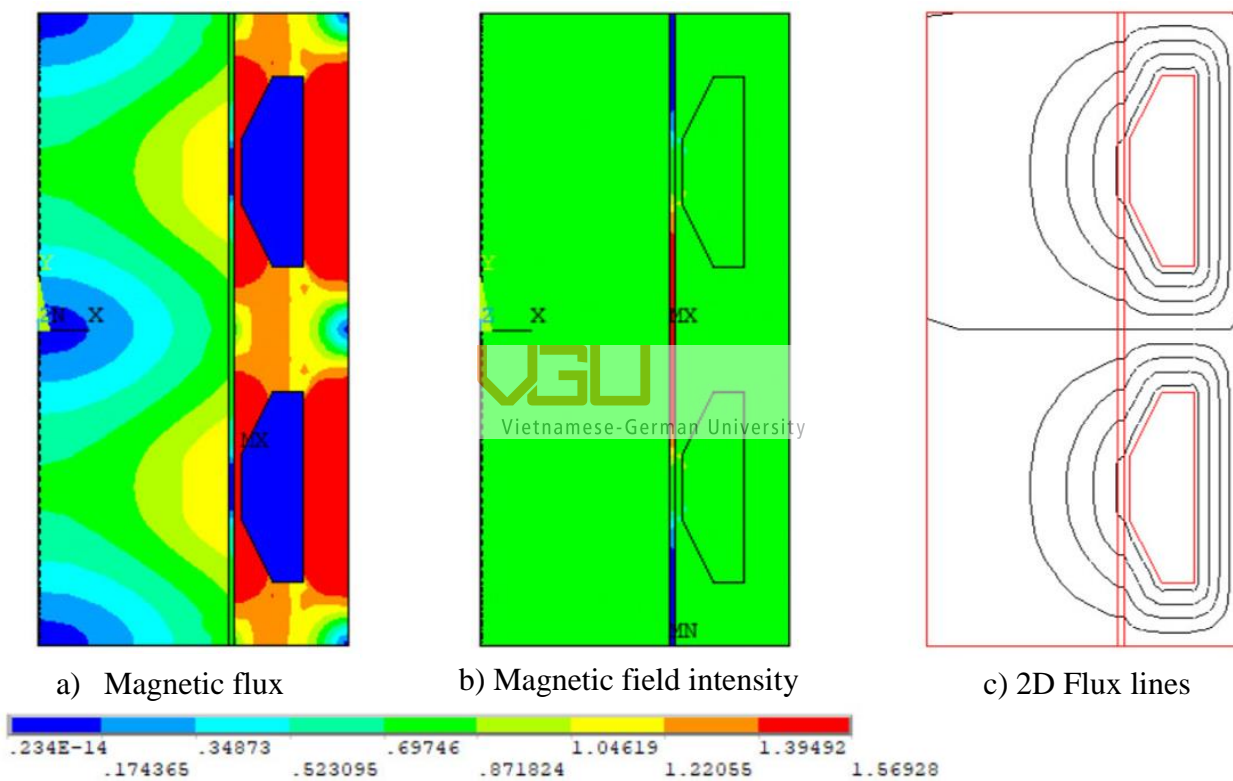 Y
ZN X
MX
Y
Z X
MX
VGU
Vietnamese-German University
MN
a) Magnetic flux
b) Magnetic field intensity
c) 2D Flux lines
.234E-14 .34873 .69746 1.04619 1.39492
.174365 .523095 .871824 1.22055 1.56928